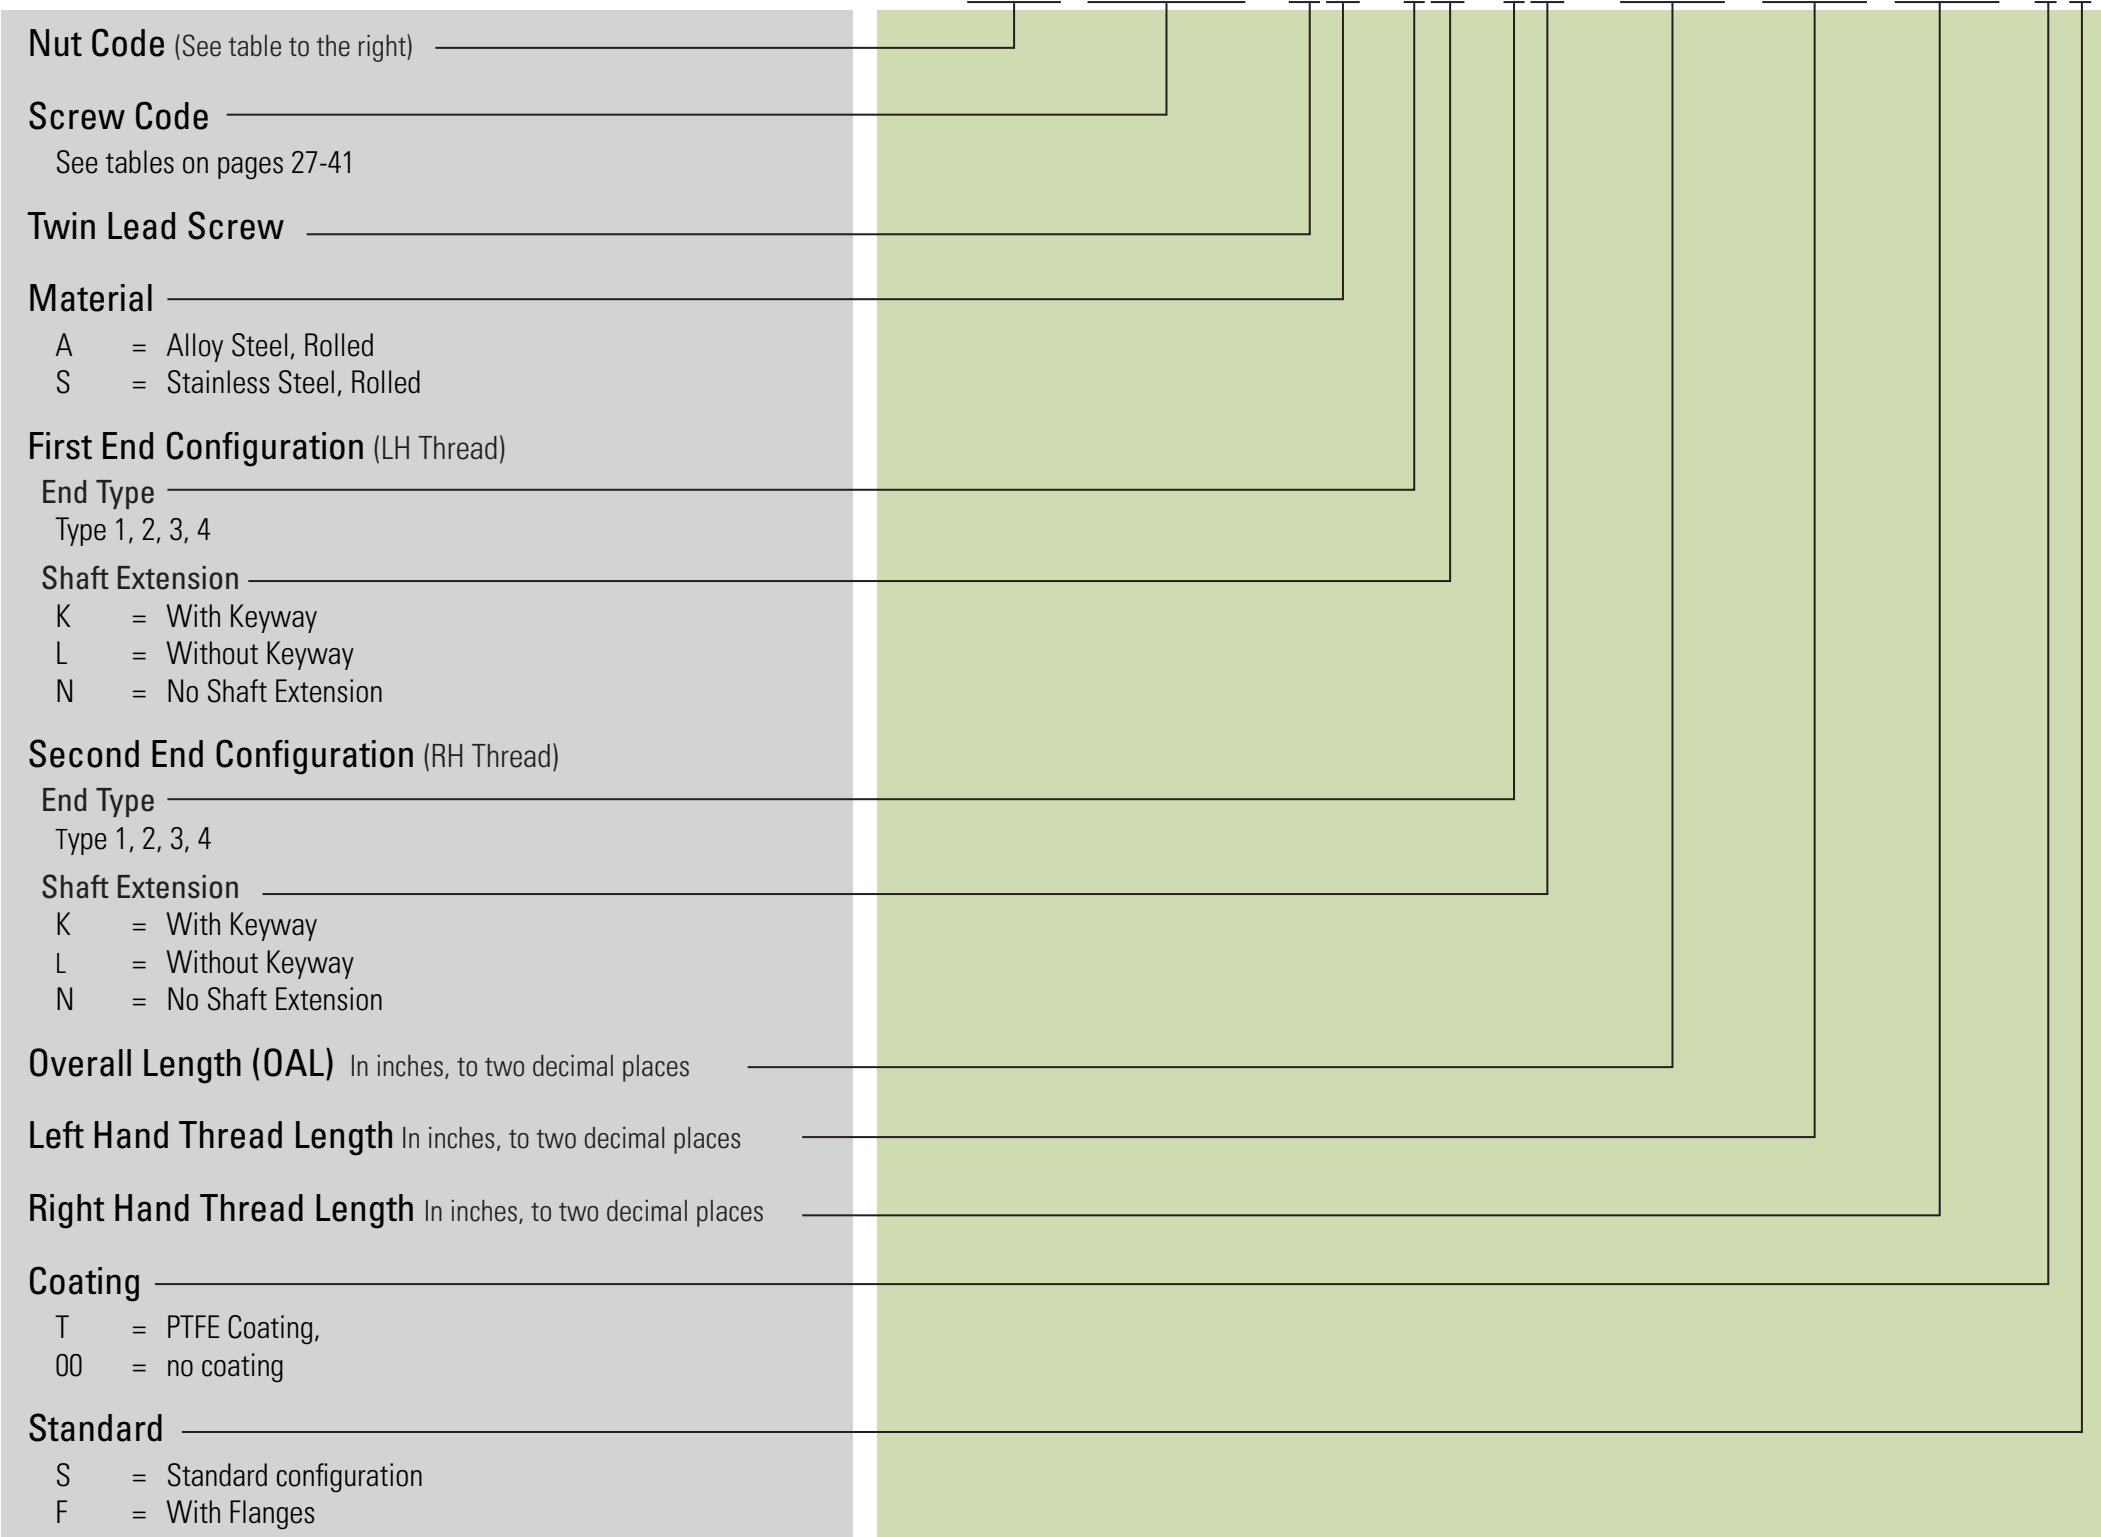 Nut Code (See table to the right)
Screw Code
See tables on pages 27-41
Twin Lead Screw
Material
A = Alloy Steel, Rolled
S = Stainless Steel, Rolled
First End Configuration (LH Thread)
End Type
Type 1, 2, 3, 4
Shaft Extension
K = With Keyway
L = Without Keyway
N = No Shaft Extension
Second End Configuration (RH Thread)
End Type
Type 1, 2, 3, 4
Shaft Extension
K = With Keyway
L = Without Keyway
N = No Shaft Extension
Overall Length (OAL) In inches, to two decimal places
Left Hand Thread Length In inches, to two decimal places
Right Hand Thread Length In inches, to two decimal places
Coating
T = PTFE Coating,
00 = no coating
Standard
S = Standard configuration
F = With Flanges